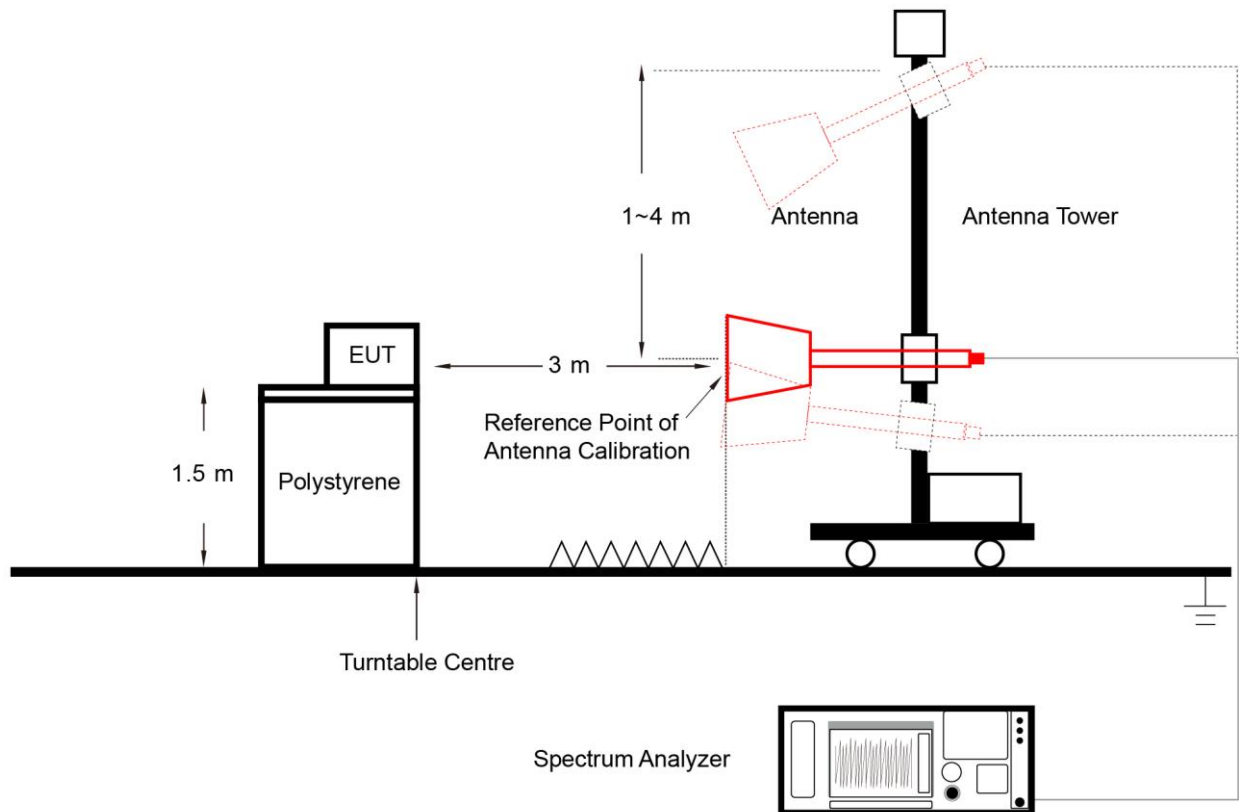 1~4 m
Antenna
Antenna Tower
EUT
3 m
Reference Point of
Antenna Calibration
1.5 m
Polystyrene
Turntable Centre
Spectrum Analyzer